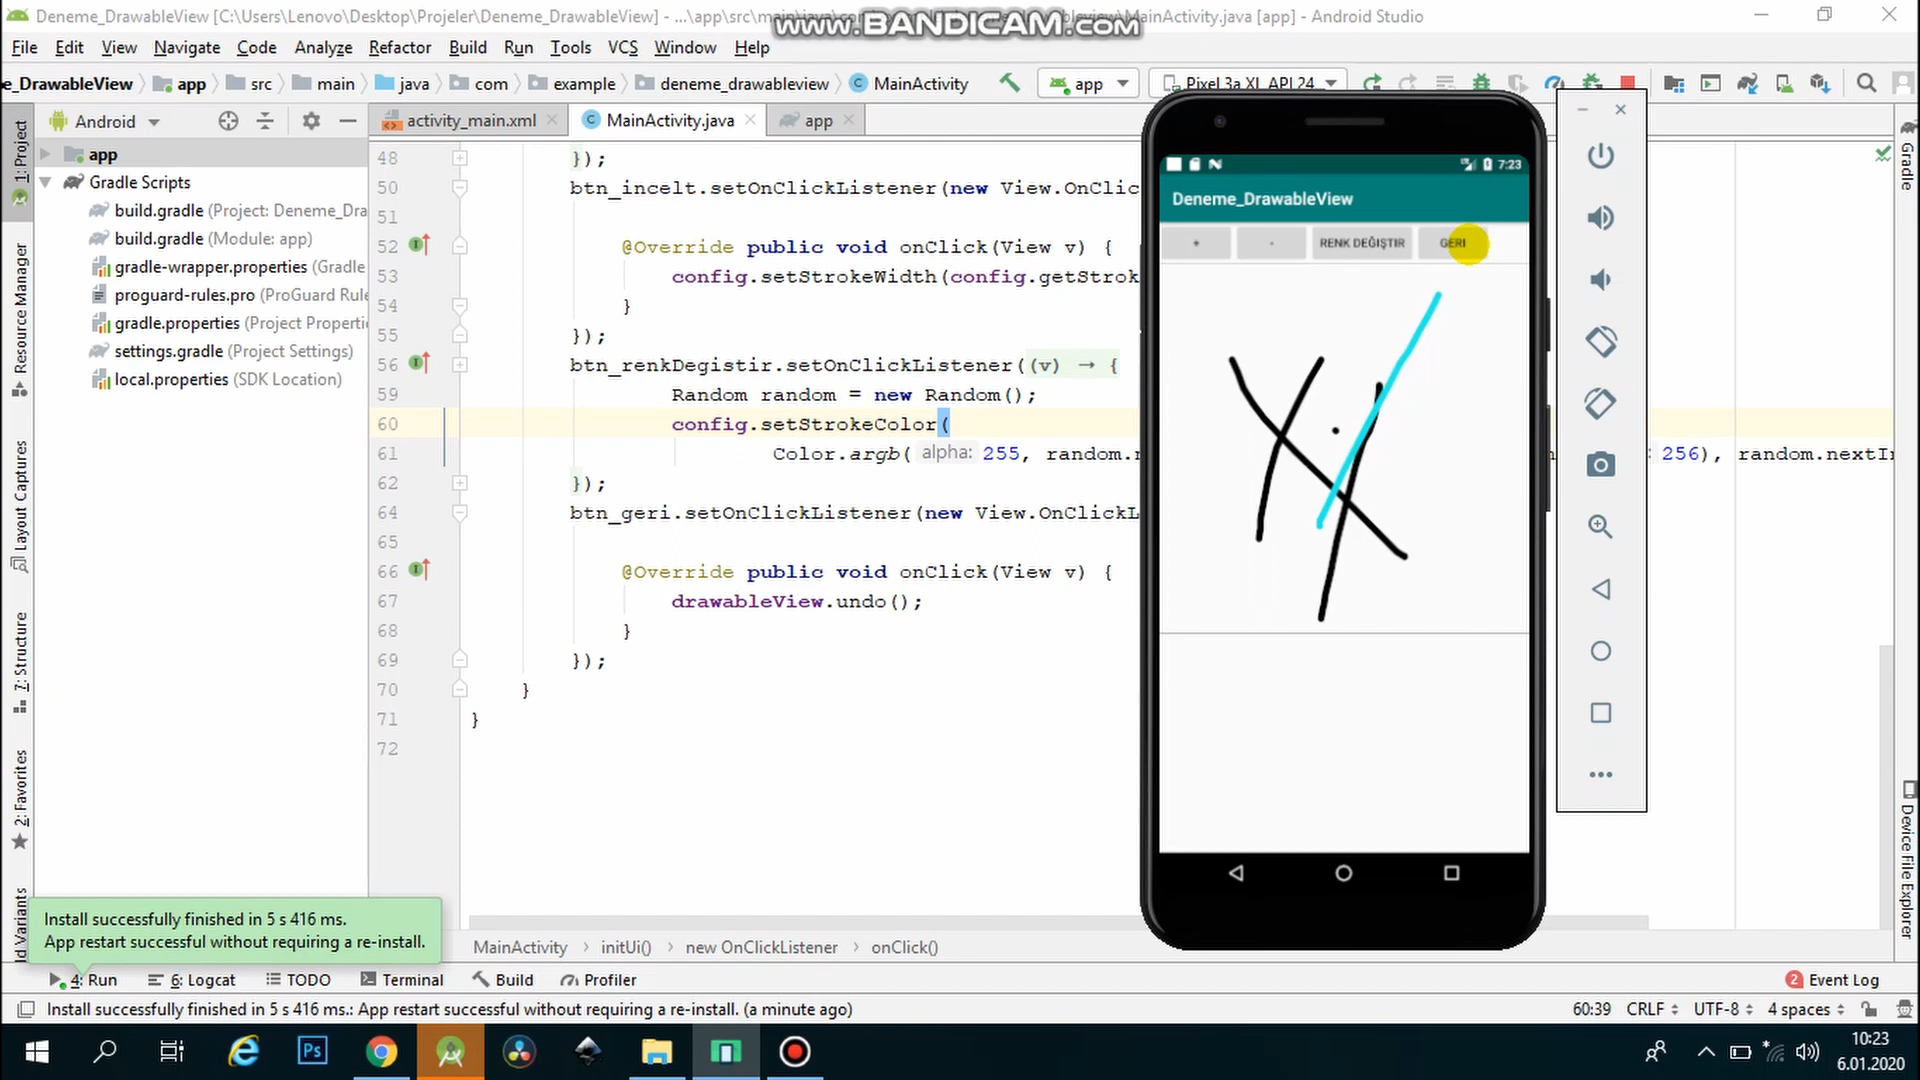 Deneme_DrawableView [C:\Users\Lenovo\Desktop\Projeler\Deneme_DrawableView] - ...\app\src\main\java\com\
ableview\MainActivity.java [app] - Android Studio
www.BANDICAM.com
File Edit View Navigate Code Analyze Refactor Build Run Tools VCS Window Help
e_DrawableView app src main java com example deneme_drawableview MainActivity app Pixel 3a XL API 24
Android
activity_main.xml MainActivity.java app
1: Project
Resource Manager
Layout Captures
7: Structure
2: Favorites
ld Variants
app
Gradle Scripts
build.gradle (Project: Deneme_Dra
build.gradle (Module: app)
gradle-wrapper.properties (Gradle
proguard-rules.pro (ProGuard Rule
gradle.properties (Project Properti
settings.gradle (Project Settings)
local.properties (SDK Location)
48 });
50 btn_incelt.setOnClickListener(new View.OnClic
51
52 @Override public void onClick(View v) {
53 config.setStrokeWidth(config.getStrok
54 }
55 });
56 btn_renkDegistir.setOnClickListener((v) → {
59 Random random = new Random();
60 config.setStrokeColor(
61 Color.argb( alpha: 255, random.n : 256), random.nextIn
62 });
64 btn_geri.setOnClickListener(new View.OnClickL
65
66 @Override public void onClick(View v) {
67 drawableView.undo();
68 }
69 });
70 }
71 }
72
7:23
Deneme_DrawableView
+ - RENK DEĞIŞTIR GERI
Gradle
Device File Explorer
Install successfully finished in 5 s 416 ms.
App restart successful without requiring a re-install.
MainActivity › initUi() › new OnClickListener › onClick()
4: Run 6: Logcat TODO Terminal Build Profiler 2 Event Log
Install successfully finished in 5 s 416 ms.: App restart successful without requiring a re-install. (a minute ago) 60:39 CRLF UTF-8 4 spaces
Ps
10:23
6.01.2020